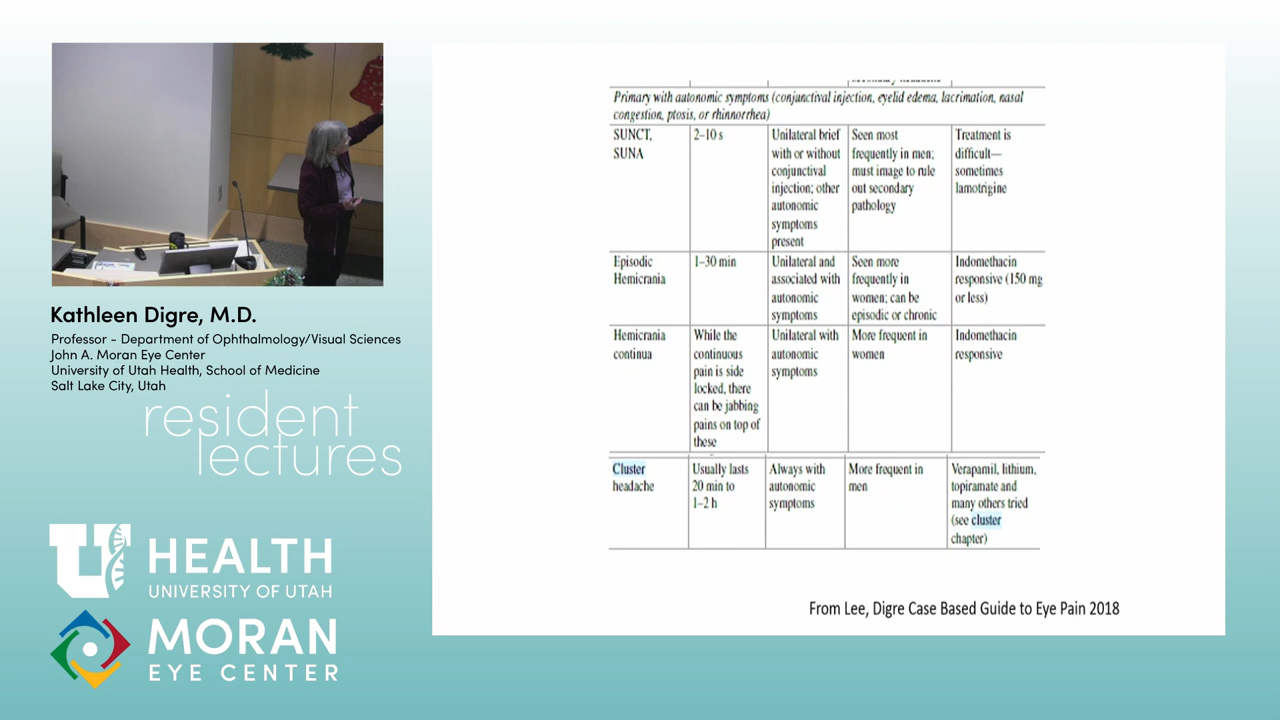 Kathleen Digre, M.D.
Professor - Department of Ophthalmology/Visual Sciences
John A. Moran Eye Center
University of Utah Health, School of Medicine
Salt Lake City, Utah
resident
lectures
U HEALTH
UNIVERSITY OF UTAH
MORAN
EYE CENTER
Primary with autonomic symptoms (conjunctival injection, eyelid edema, lacrimation, nasal
congestion, ptosis, or rhinnorrhea)
SUNCT,
SUNA
2–10 s
Unilateral brief
with or without
conjunctival
injection; other
autonomic
symptoms
present
Seen most
frequently in men;
must image to rule
out secondary
pathology
Treatment is
difficult—
sometimes
lamotrigine
Episodic
Hemicrania
1–30 min
Unilateral and
associated with
autonomic
symptoms
Seen more
frequently in
women; can be
episodic or chronic
Indomethacin
responsive (150 mg
or less)
Hemicrania
continua
While the
continuous
pain is side
locked, there
can be jabbing
pains on top of
these
Unilateral with
autonomic
symptoms
More frequent in
women
Indomethacin
responsive
Cluster
headache
Usually lasts
20 min to
1–2 h
Always with
autonomic
symptoms
More frequent in
men
Verapamil, lithium,
topiramate and
many others tried
(see cluster
chapter)
From Lee, Digre Case Based Guide to Eye Pain 2018